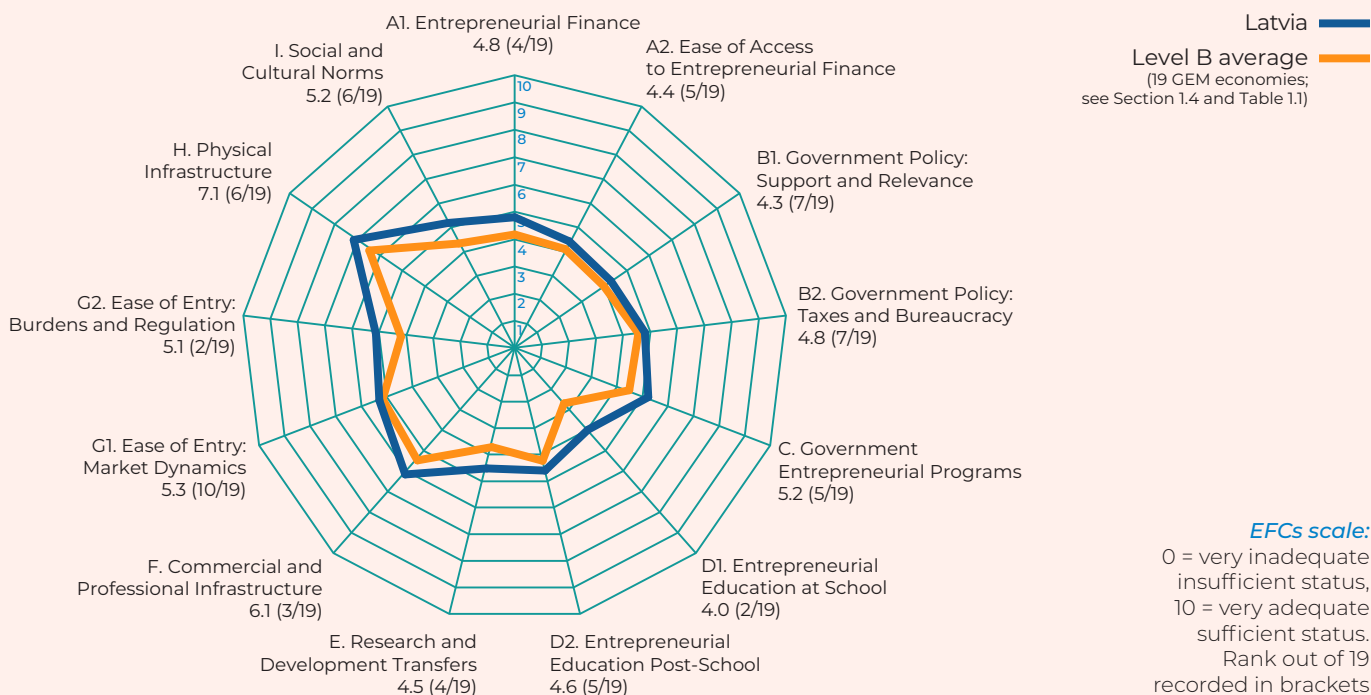 A1. Entrepreneurial Finance
4.8 (4/19)
A2. Ease of Access
to Entrepreneurial Finance
4.4 (5/19)
B1. Government Policy:
Support and Relevance
4.3 (7/19)
B2. Government Policy:
Taxes and Bureaucracy
4.8 (7/19)
C. Government
Entrepreneurial Programs
5.2 (5/19)
D1. Entrepreneurial
Education at School
4.0 (2/19)
D2. Entrepreneurial
Education Post-School
4.6 (5/19)
E. Research and
Development Transfers
4.5 (4/19)
F. Commercial and
Professional Infrastructure
6.1 (3/19)
G1. Ease of Entry:
Market Dynamics
5.3 (10/19)
G2. Ease of Entry:
Burdens and Regulation
5.1 (2/19)
H. Physical
Infrastructure
7.1 (6/19)
I. Social and
Cultural Norms
5.2 (6/19)
10
9
8
7
6
5
4
3
2
1
Latvia
Level B average
(19 GEM economies;
see Section 1.4 and Table 1.1)
EFCs scale:
0 = very inadequate
insufficient status,
10 = very adequate
sufficient status.
Rank out of 19
recorded in brackets